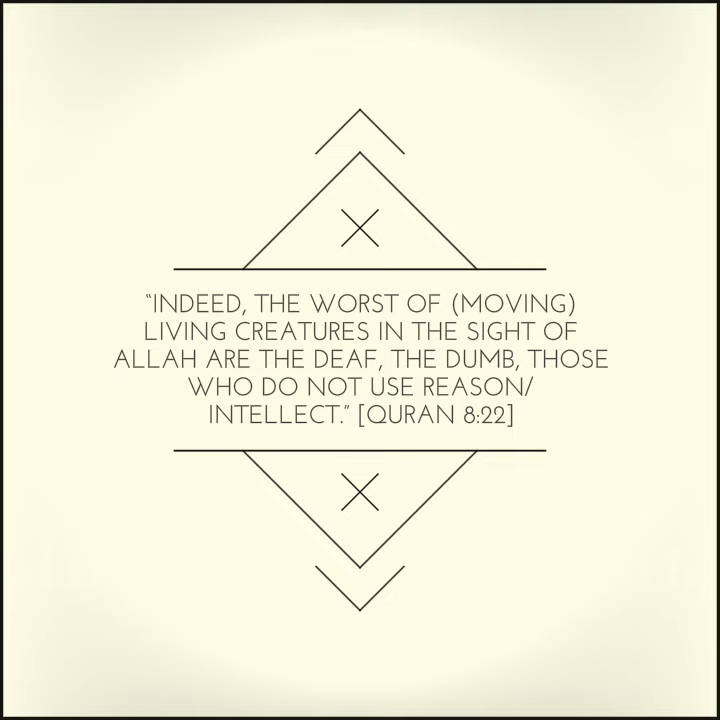 “INDEED, THE WORST OF (MOVING)
LIVING CREATURES IN THE SIGHT OF
ALLAH ARE THE DEAF, THE DUMB, THOSE
WHO DO NOT USE REASON/
INTELLECT.” [QURAN 8:22]